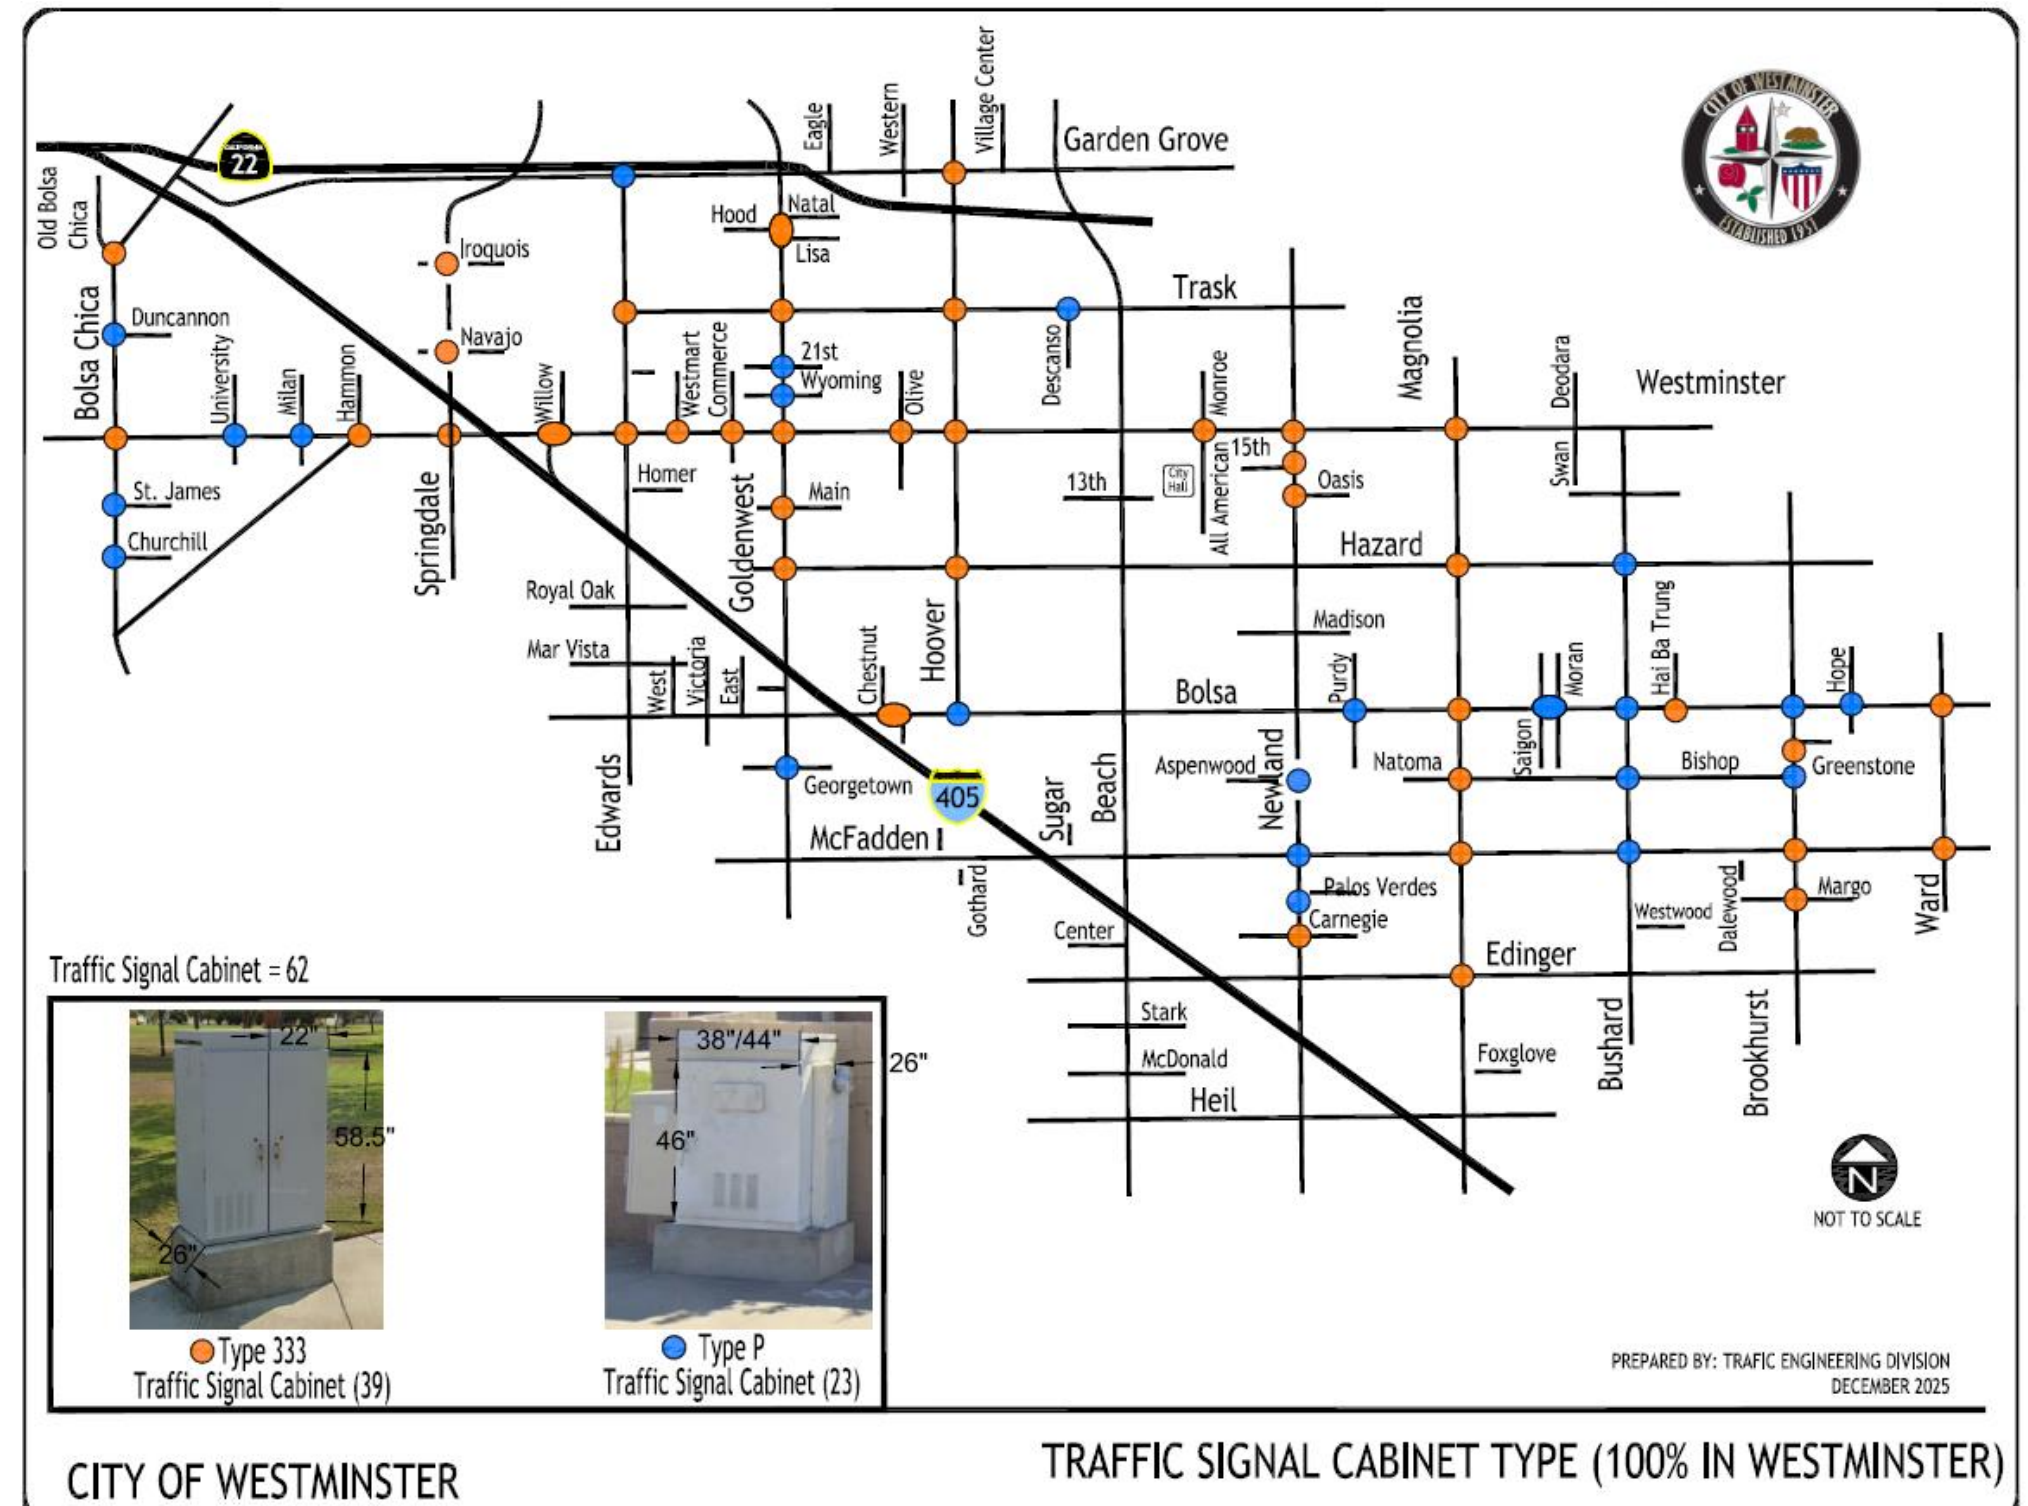 CITY OF WESTMINSTER
ESTABLISHED 1957
CALIFORNIA
22
Eagle
Western
Village Center
Garden Grove
Old Bolsa
Chica
Hood
Natal
Lisa
Iroquois
Trask
Bolsa Chica
Duncannon
Navajo
University
Milan
Hammon
Willow
Westmart
Commerce
21st
Wyoming
Olive
Descanso
Monroe
Magnolia
Deodara
Westminster
St. James
Churchill
Springdale
Homer
Goldenwest
Main
13th
City
Hall
All American
15th
Oasis
Swan
Hazard
Royal Oak
Mar Vista
West
Victoria
East
Chestnut
Hoover
Madison
Bolsa
Purdy
Saigon
Moran
Hai Ba Trung
Hope
Edwards
Georgetown
405
Sugar
Beach
Aspenwood
Newland
Natoma
Bishop
Greenstone
McFadden
Gothard
Palos Verdes
Carnegie
Center
Westwood
Dalewood
Margo
Ward
Edinger
Stark
McDonald
Heil
Foxglove
Bushard
Brookhurst
N
NOT TO SCALE
Traffic Signal Cabinet = 62
22"
58.5"
26"
38"/44"
26"
46"
Type 333
Traffic Signal Cabinet (39)
Type P
Traffic Signal Cabinet (23)
PREPARED BY: TRAFIC ENGINEERING DIVISION
DECEMBER 2025
CITY OF WESTMINSTER
TRAFFIC SIGNAL CABINET TYPE (100% IN WESTMINSTER)